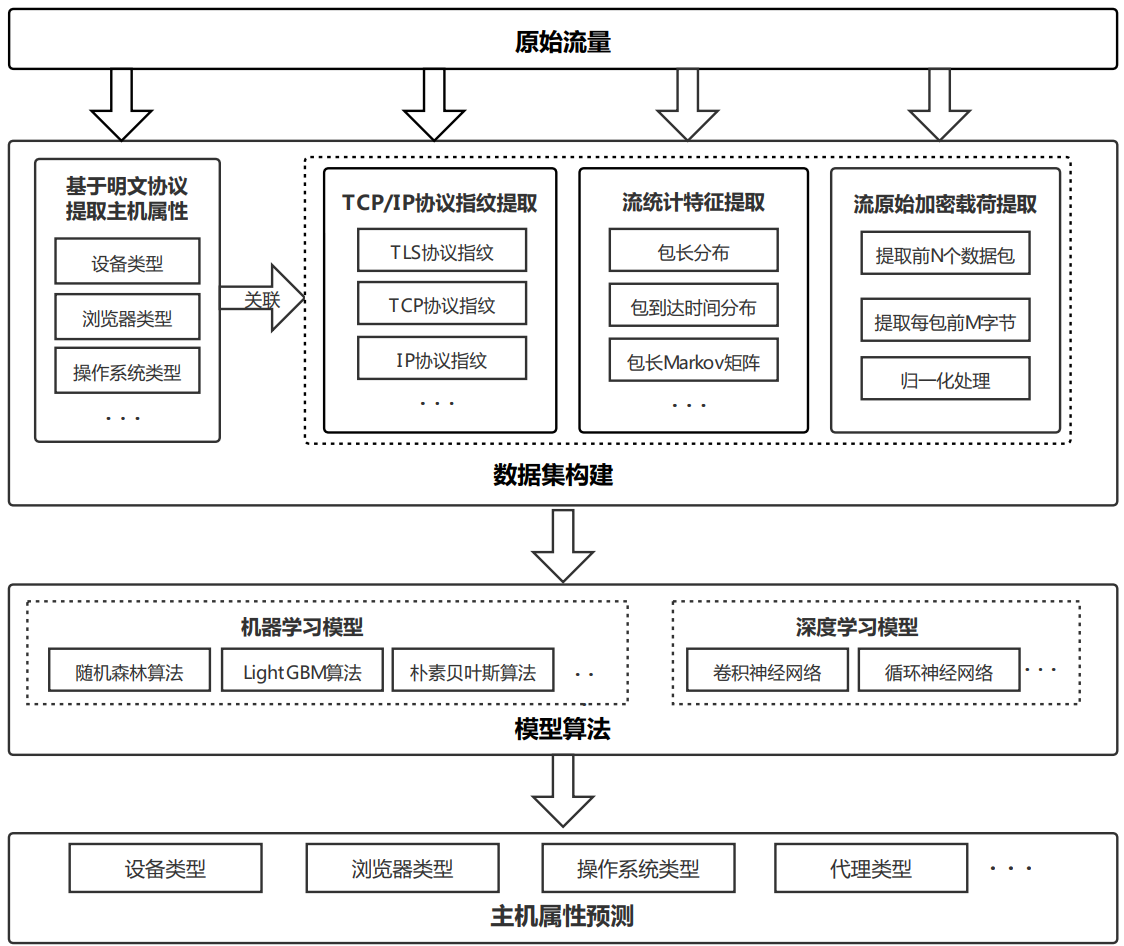 原始流量
基于明文协议
提取主机属性
设备类型
浏览器类型
操作系统类型
...
关联
TCP/IP协议指纹提取
TLS协议指纹
TCP协议指纹
IP协议指纹
...
流统计特征提取
包长分布
包到达时间分布
包长Markov矩阵
...
流原始加密载荷提取
提取前N个数据包
提取每包前M字节
归一化处理
数据集构建
机器学习模型
随机森林算法
LightGBM算法
朴素贝叶斯算法
..
深度学习模型
卷积神经网络
循环神经网络
...
模型算法
设备类型
浏览器类型
操作系统类型
代理类型
...
主机属性预测